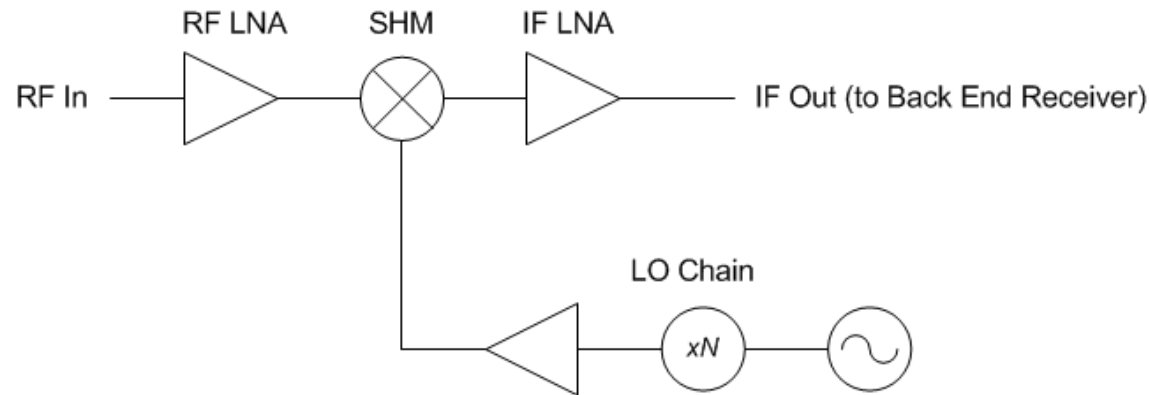 RF LNA
SHM
IF LNA
RF In
IF Out (to Back End Receiver)
LO Chain
xN